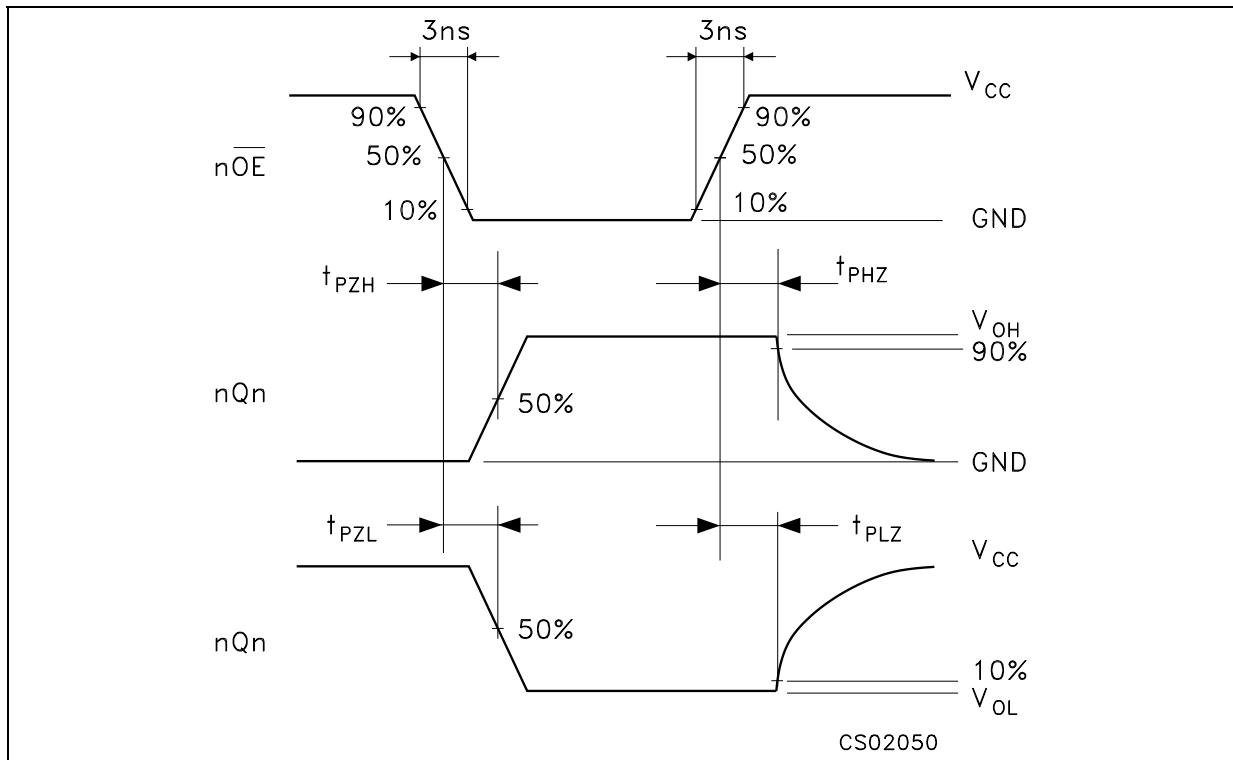 3ns 3ns
V_CC
90% 90%
nO̅E̅ 50% 50%
10% 10%
GND
t_PZH t_PHZ
V_OH
90%
nQn 50%
GND
t_PZL t_PLZ
V_CC
nQn 50%
10%
V_OL
CS02050